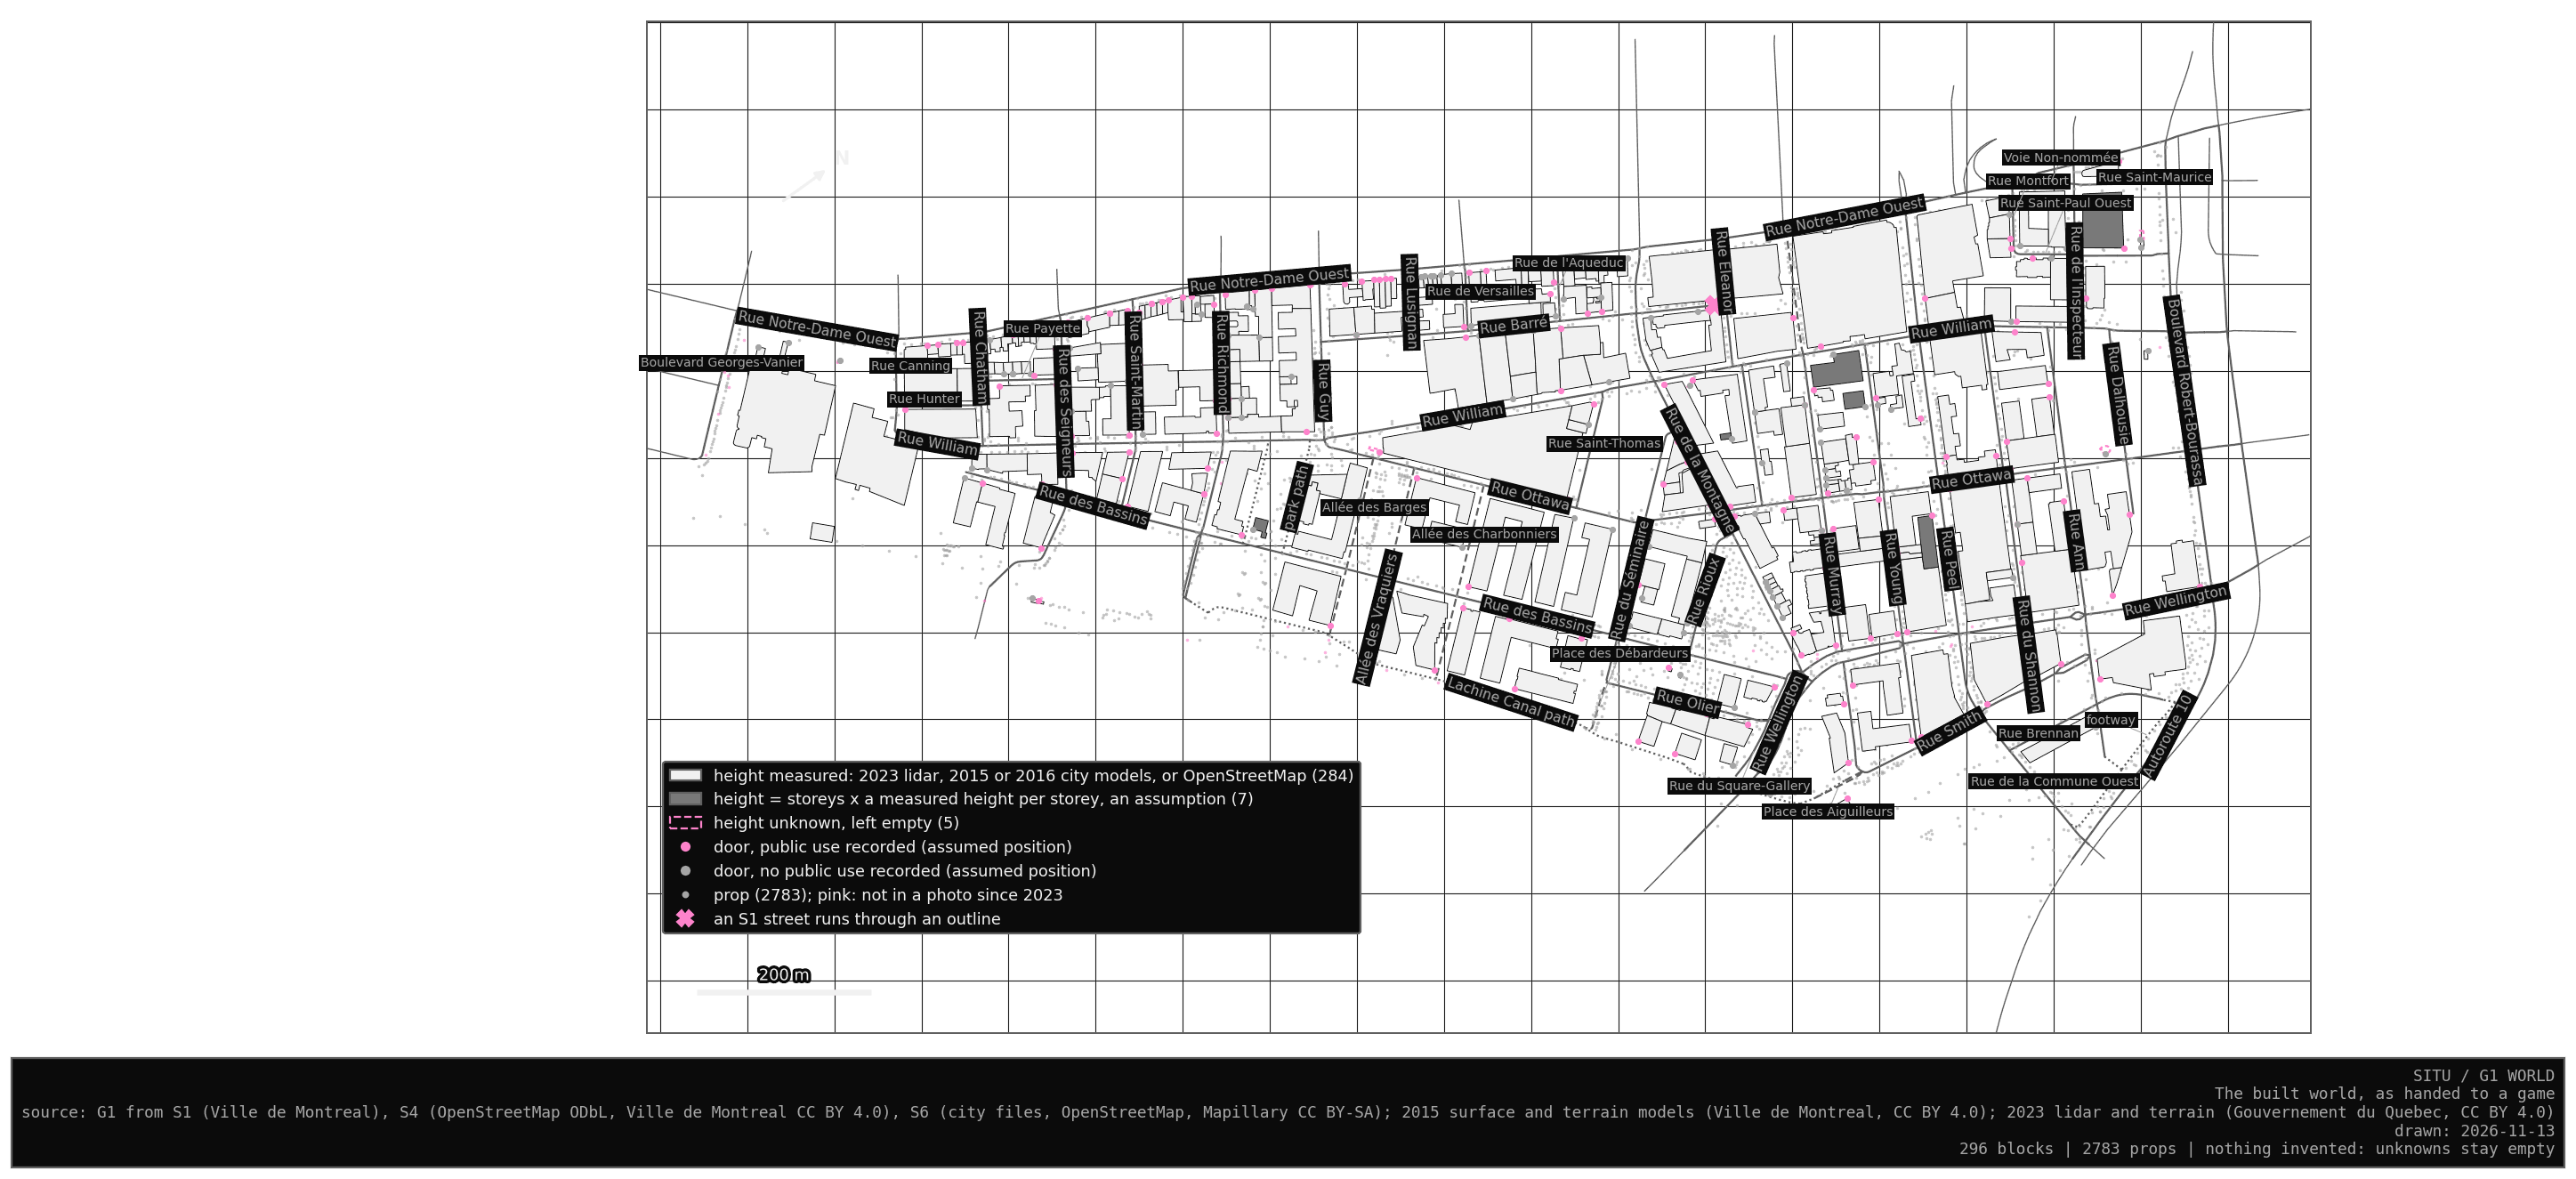 N
Voie Non-nommée
Rue Montfort
Rue Saint-Maurice
Rue Saint-Paul Ouest
Rue Notre-Dame Ouest
Rue de l'Inspecteur
Rue Eleanor
Rue de l'Aqueduc
Rue Lusignan
Rue Notre-Dame Ouest
Rue de Versailles
Rue Barré
Rue William
Boulevard Robert-Bourassa
Rue Notre-Dame Ouest
Rue Payette
Rue Chatham
Rue Saint-Martin
Rue Richmond
Rue Guy
Rue Dalhousie
Boulevard Georges-Vanier
Rue Canning
Rue des Seigneurs
Rue Hunter
Rue William
Rue William
Rue Saint-Thomas
Rue de la Montagne
Rue Ottawa
Rue des Bassins
park path
Allée des Barges
Rue Ottawa
Allée des Charbonniers
Rue du Séminaire
Rue Rioux
Rue Murray
Rue Young
Rue Peel
Rue Ann
Rue Wellington
Allée des Vraquiers
Rue des Bassins
Place des Débardeurs
Rue du Shannon
Lachine Canal path
Rue Olier
Rue Wellington
Rue Smith
Rue Brennan
footway
Autoroute 10
Rue du Square-Gallery
Rue de la Commune Ouest
Place des Aiguilleurs
height measured: 2023 lidar, 2015 or 2016 city models, or OpenStreetMap (284)
height = storeys x a measured height per storey, an assumption (7)
height unknown, left empty (5)
door, public use recorded (assumed position)
door, no public use recorded (assumed position)
prop (2783); pink: not in a photo since 2023
an S1 street runs through an outline
200 m
SITU / G1 WORLD
The built world, as handed to a game
source: G1 from S1 (Ville de Montreal), S4 (OpenStreetMap ODbL, Ville de Montreal CC BY 4.0), S6 (city files, OpenStreetMap, Mapillary CC BY-SA); 2015 surface and terrain models (Ville de Montreal, CC BY 4.0); 2023 lidar and terrain (Gouvernement du Quebec, CC BY 4.0)
drawn: 2026-11-13
296 blocks | 2783 props | nothing invented: unknowns stay empty